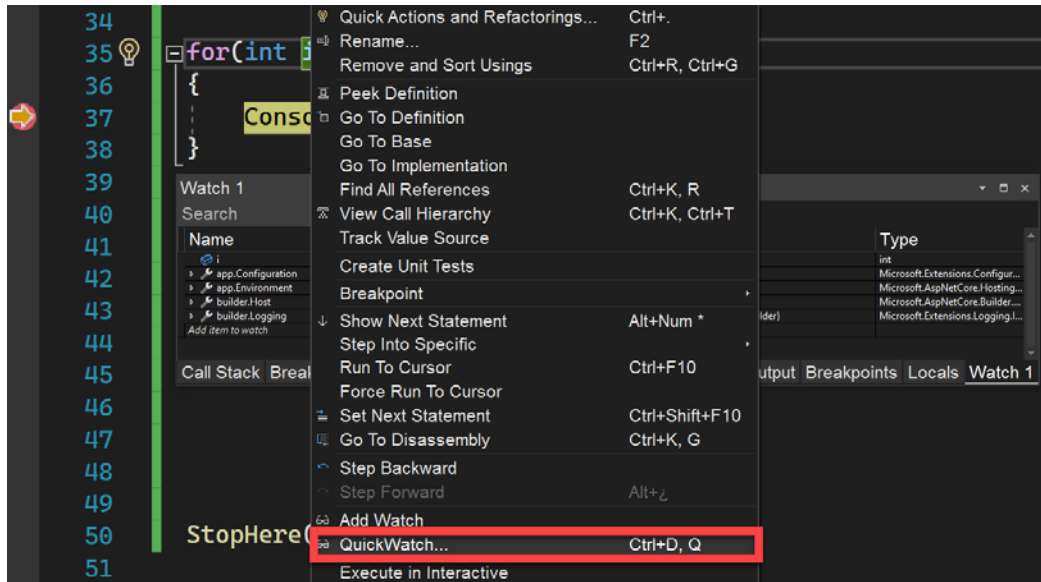 34
Quick Actions and Refactorings... Ctrl+.
35 for(int i
Rename... F2
Remove and Sort Usings Ctrl+R, Ctrl+G
36 {
Peek Definition
37 Conso
Go To Definition
38 }
Go To Base
Go To Implementation
39
Watch 1
Find All References Ctrl+K, R
40
Search
View Call Hierarchy Ctrl+K, Ctrl+T
41
Name
Track Value Source
Type
i
int
Create Unit Tests
42
app.Configuration
Microsoft.Extensions.Configur...
app.Environment
Microsoft.AspNetCore.Hosting...
Breakpoint
43
builder.Host
Microsoft.AspNetCore.Builder....
builder.Logging
lder)
Microsoft.Extensions.Logging.I...
Show Next Statement Alt+Num *
Add item to watch
44
Step Into Specific
45
Call Stack Break
Run To Cursor Ctrl+F10
utput Breakpoints Locals Watch 1
Force Run To Cursor
46
Set Next Statement Ctrl+Shift+F10
47
Go To Disassembly Ctrl+K, G
48
Step Backward
49
Step Forward Alt+¿
50 StopHere(
Add Watch
QuickWatch... Ctrl+D, Q
51
Execute in Interactive